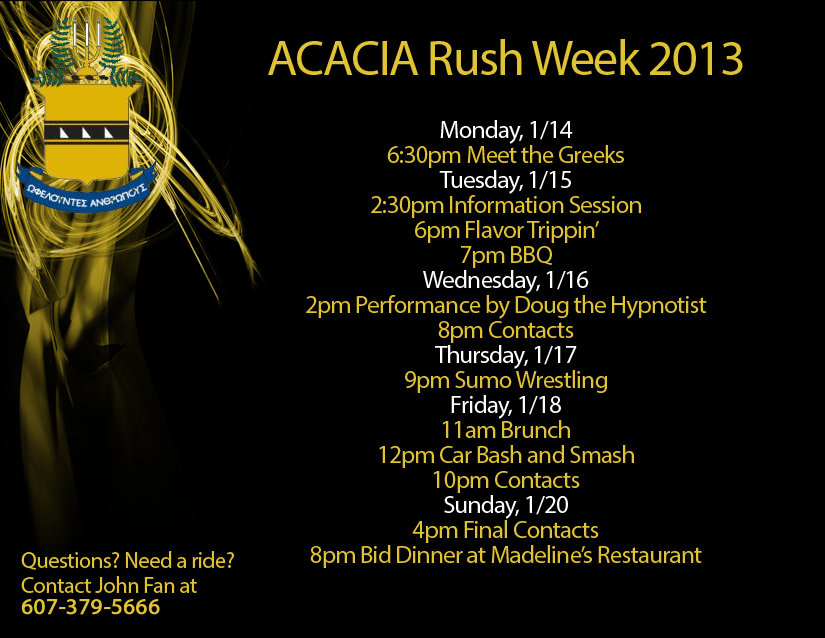 ACACIA Rush Week 2013
ΩΦΕΛΟΥΝΤΕΣ ΑΝΘΡΩΠΟΥΣ
Monday, 1/14
6:30pm Meet the Greeks
Tuesday, 1/15
2:30pm Information Session
6pm Flavor Trippin’
7pm BBQ
Wednesday, 1/16
2pm Performance by Doug the Hypnotist
8pm Contacts
Thursday, 1/17
9pm Sumo Wrestling
Friday, 1/18
11am Brunch
12pm Car Bash and Smash
10pm Contacts
Sunday, 1/20
4pm Final Contacts
8pm Bid Dinner at Madeline’s Restaurant
Questions? Need a ride?
Contact John Fan at
607-379-5666